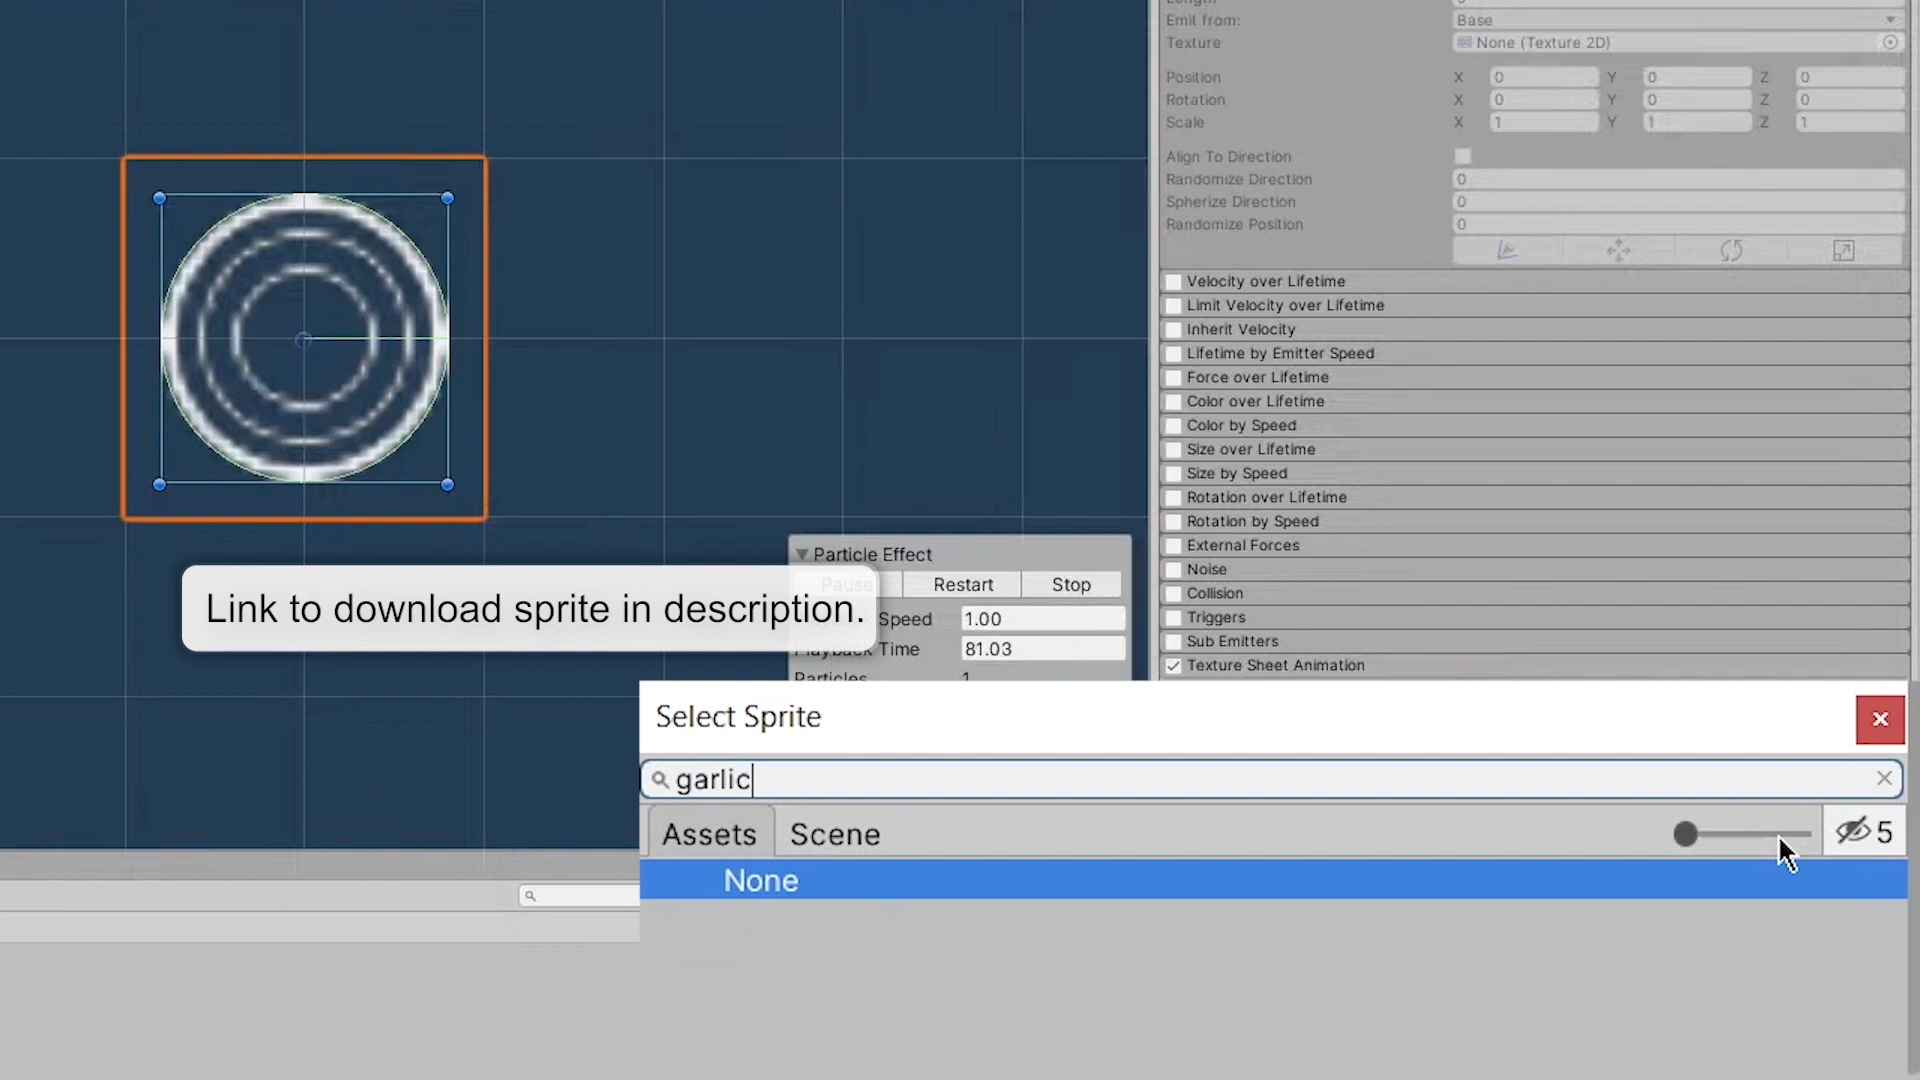 Length
Emit from: Base
Texture None (Texture 2D)
Position X 0 Y 0 Z 0
Rotation X 0 Y 0 Z 0
Scale X 1 Y 1 Z 1
Align To Direction
Randomize Direction 0
Spherize Direction 0
Randomize Position 0
Velocity over Lifetime
Limit Velocity over Lifetime
Inherit Velocity
Lifetime by Emitter Speed
Force over Lifetime
Color over Lifetime
Color by Speed
Size over Lifetime
Size by Speed
Rotation over Lifetime
Rotation by Speed
External Forces
Noise
Collision
Triggers
Sub Emitters
Texture Sheet Animation
Particle Effect
Pause Restart Stop
Speed 1.00
Playback Time 81.03
Particles 1
Link to download sprite in description.
Select Sprite
garlic
Assets Scene 5
None